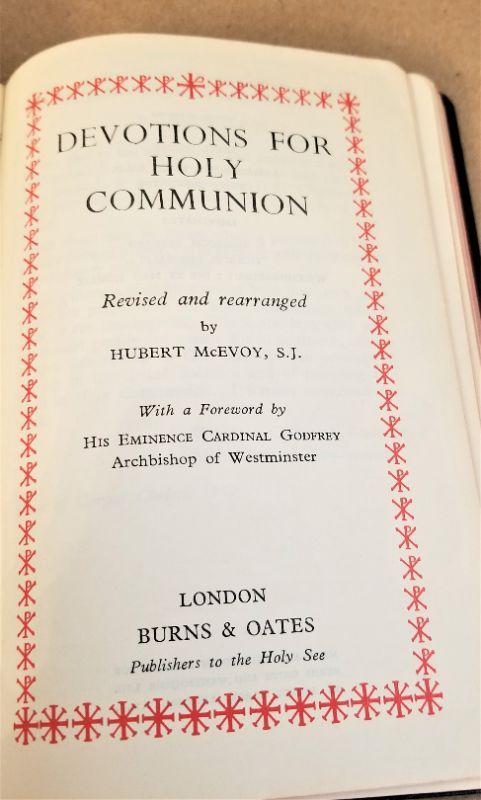 DEVOTIONS FOR
HOLY
COMMUNION
Revised and rearranged
by
HUBERT McEVOY, S.J.
With a Foreword by
HIS EMINENCE CARDINAL GODFREY
Archbishop of Westminster
LONDON
BURNS & OATES
Publishers to the Holy See